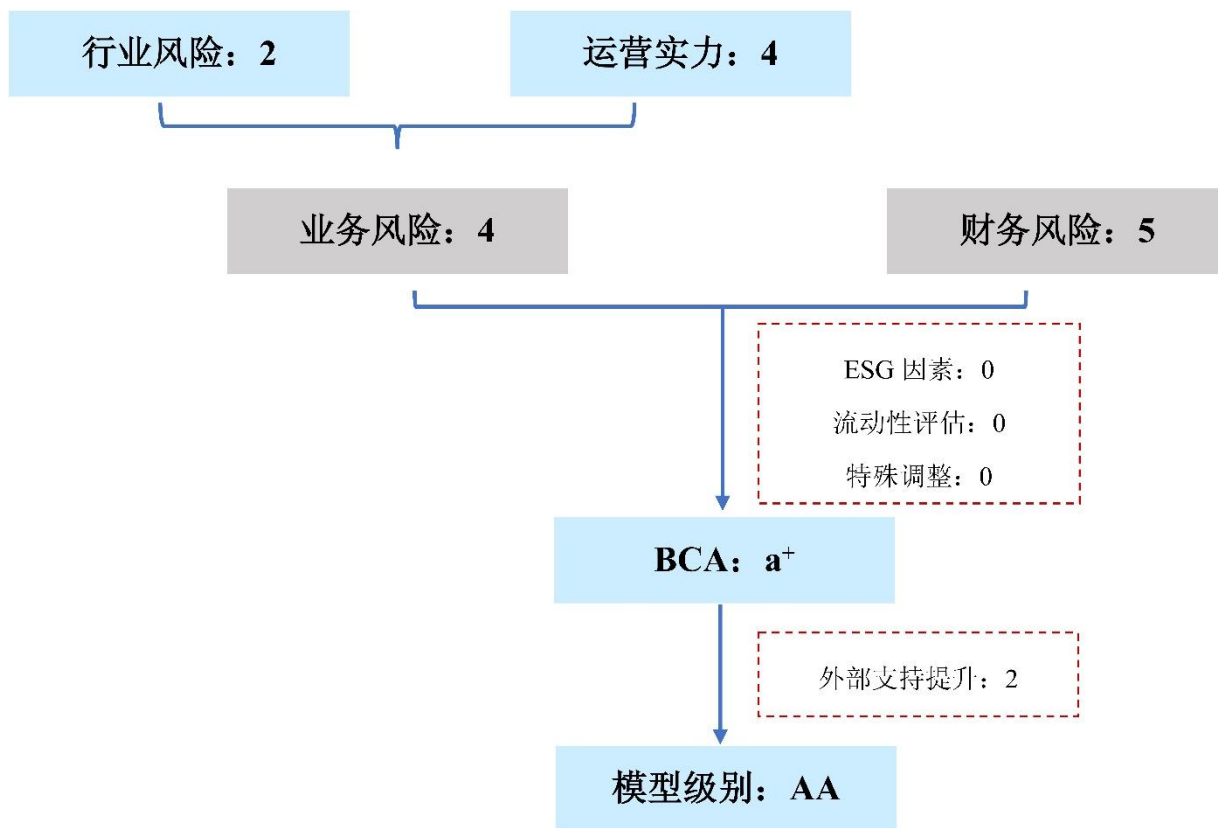 行业风险：2
运营实力：4
业务风险：4
财务风险：5
ESG 因素：0
流动性评估：0
特殊调整：0
BCA：a⁺
外部支持提升：2
模型级别：AA